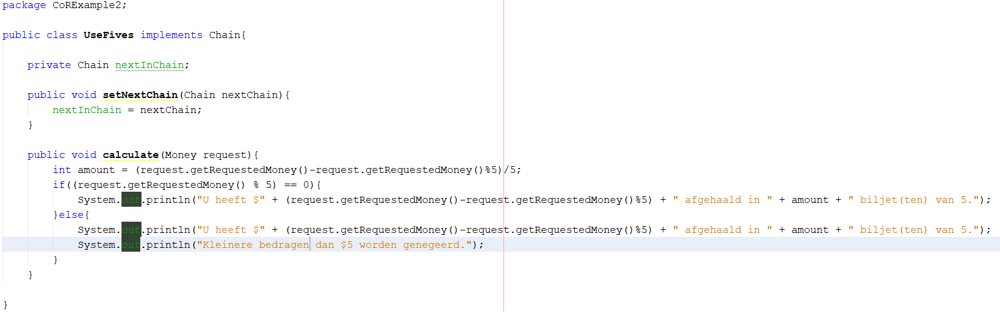 package CoRExample2;
public class UseFives implements Chain{
private Chain nextInChain;
public void setNextChain(Chain nextChain){
nextInChain = nextChain;
}
public void calculate(Money request){
int amount = (request.getRequestedMoney()-request.getRequestedMoney()%5)/5;
if((request.getRequestedMoney() % 5) == 0){
System.out.println("U heeft $" + (request.getRequestedMoney()-request.getRequestedMoney()%5) + " afgehaald in " + amount + " biljet(ten) van 5.");
}else{
System.out.println("U heeft $" + (request.getRequestedMoney()-request.getRequestedMoney()%5) + " afgehaald in " + amount + " biljet(ten) van 5.");
System.out.println("Kleinere bedragen dan $5 worden genegeerd.");
}
}
}